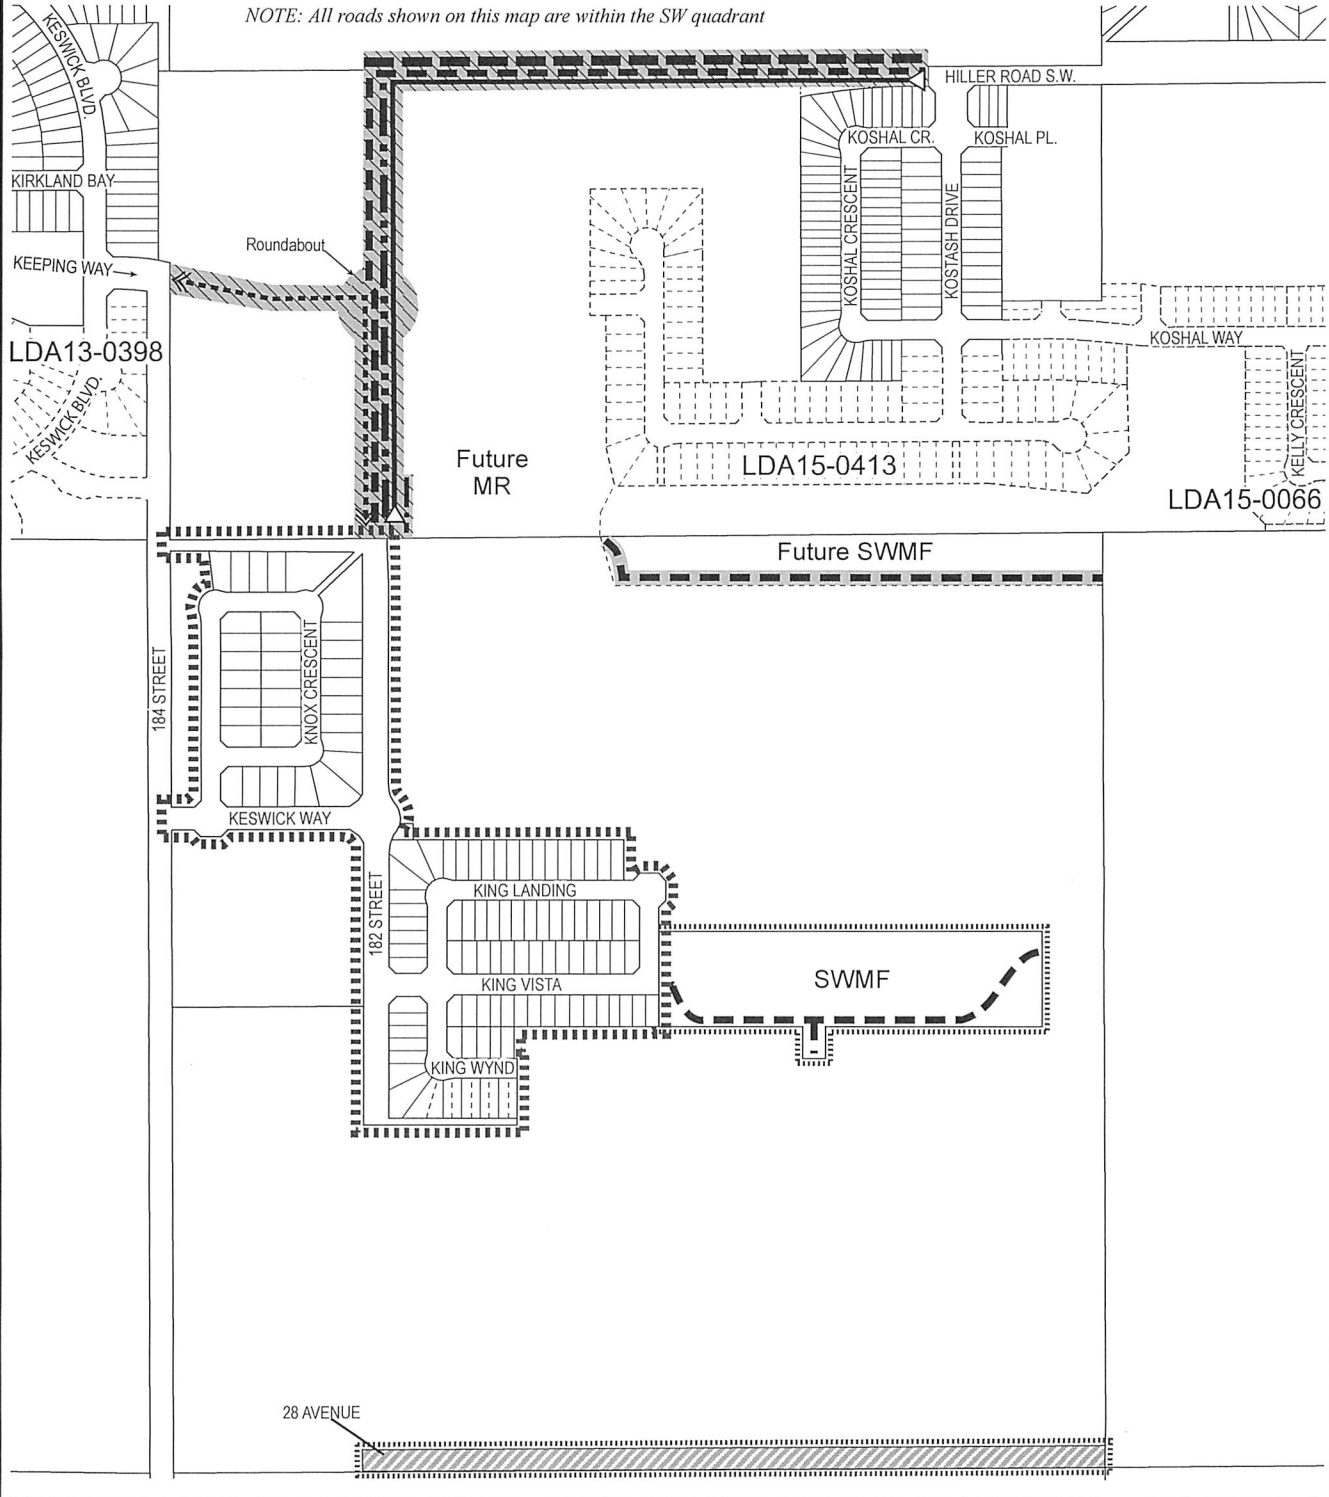 NOTE: All roads shown on this map are within the SW quadrant
KESWICK BLVD.
HILLER ROAD S.W.
KOSHAL CR.
KOSHAL PL.
KIRKLAND BAY
KOSHAL CRESCENT
KOSTASH DRIVE
Roundabout
KEEPING WAY
KOSHAL WAY
LDA13-0398
KESWICK BLVD.
KELLY CRESCENT
Future
MR
LDA15-0413
LDA15-0066
Future SWMF
184 STREET
KNOX CRESCENT
KESWICK WAY
182 STREET
KING LANDING
KING VISTA
SWMF
KING WYND
28 AVENUE